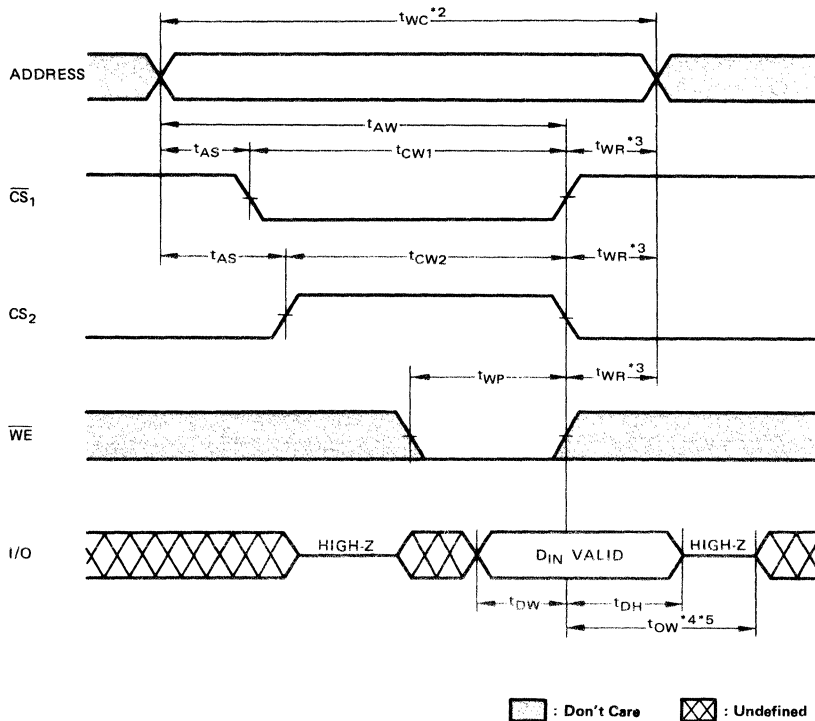 tWC*2
ADDRESS
tAW
tAS tCW1 tWR*3
CS1
tAS tCW2 tWR*3
CS2
tWP tWR*3
WE
I/O HIGH-Z DIN VALID HIGH-Z
tDW tDH
tOW*4*5
: Don't Care : Undefined